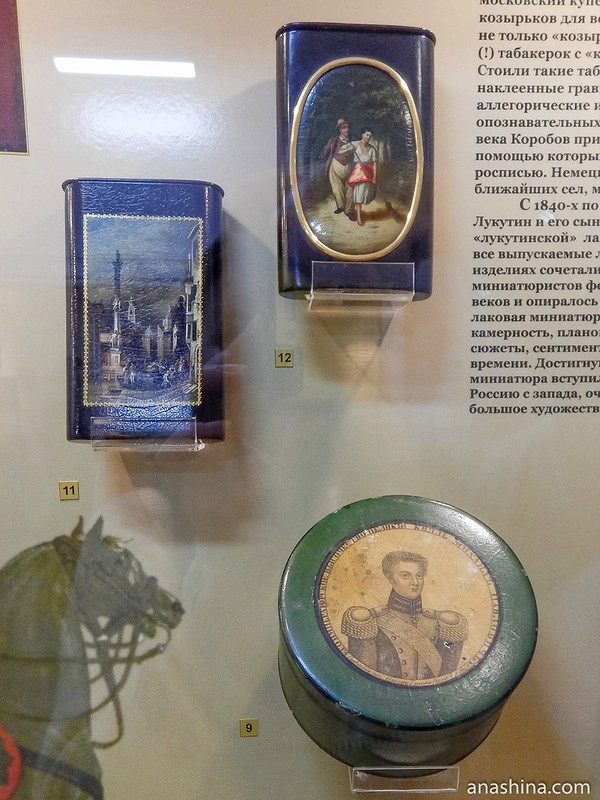 московский купе
козырьков для во
не только «козыр
(!) табакерок с «к
Стоили такие таб
наклеенные грав
аллегорические и
опознавательных
века Коробов при
помощью которы
росписью. Немец
ближайших сел, м
С 1840-х по
Лукутин и его сын
«лукутинской» ла
все выпускаемые л
изделиях сочетали
миниатюристов фе
веков и опиралось
лаковая миниатюр
камерность, плано
сюжеты, сентимент
времени. Достигнув
миниатюра вступил
Россию с запада, оч
большое художеств
12
11
9
anashina.com